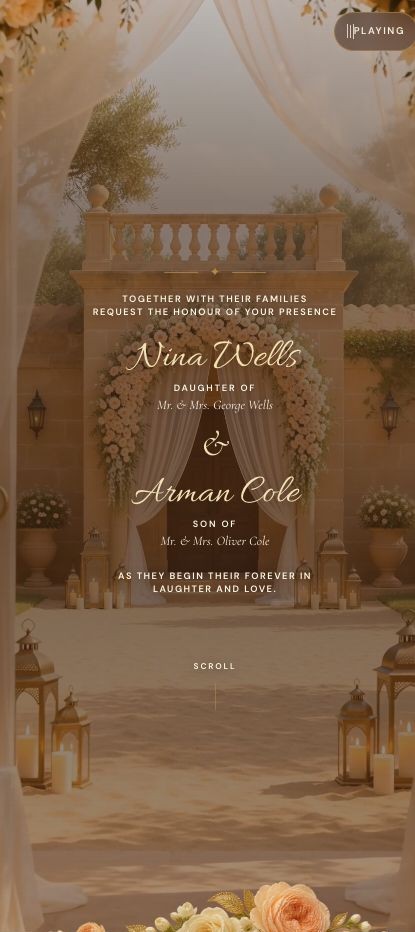 PLAYING
TOGETHER WITH THEIR FAMILIES
REQUEST THE HONOUR OF YOUR PRESENCE
Nina Wells
DAUGHTER OF
Mr. & Mrs. George Wells
&
Arman Cole
SON OF
Mr. & Mrs. Oliver Cole
AS THEY BEGIN THEIR FOREVER IN
LAUGHTER AND LOVE.
SCROLL